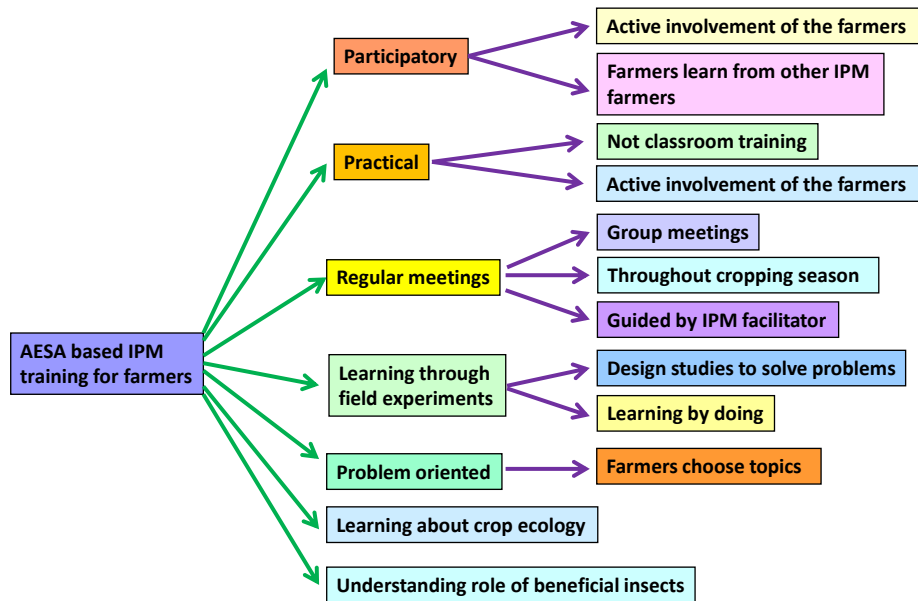 AESA based IPM
training for farmers
Participatory
Active involvement of the farmers
Farmers learn from other IPM
farmers
Practical
Not classroom training
Active involvement of the farmers
Regular meetings
Group meetings
Throughout cropping season
Guided by IPM facilitator
Learning through
field experiments
Design studies to solve problems
Learning by doing
Problem oriented
Farmers choose topics
Learning about crop ecology
Understanding role of beneficial insects